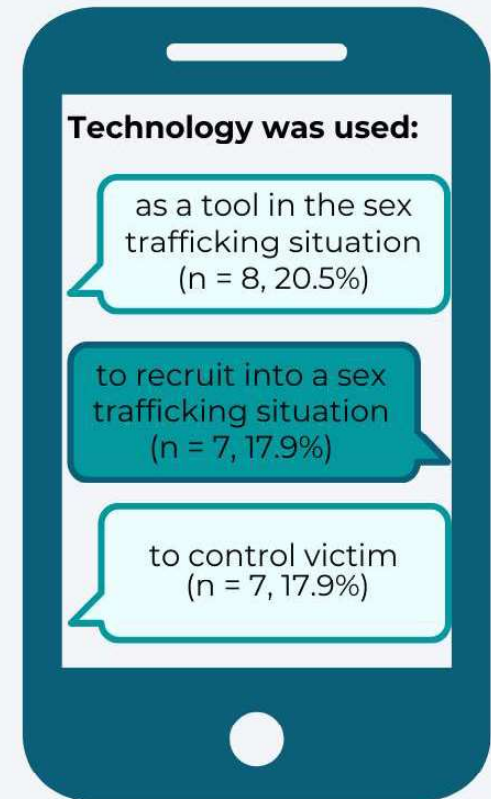 Technology was used:
as a tool in the sex
trafficking situation
(n = 8, 20.5%)
to recruit into a sex
trafficking situation
(n = 7, 17.9%)
to control victim
(n = 7, 17.9%)